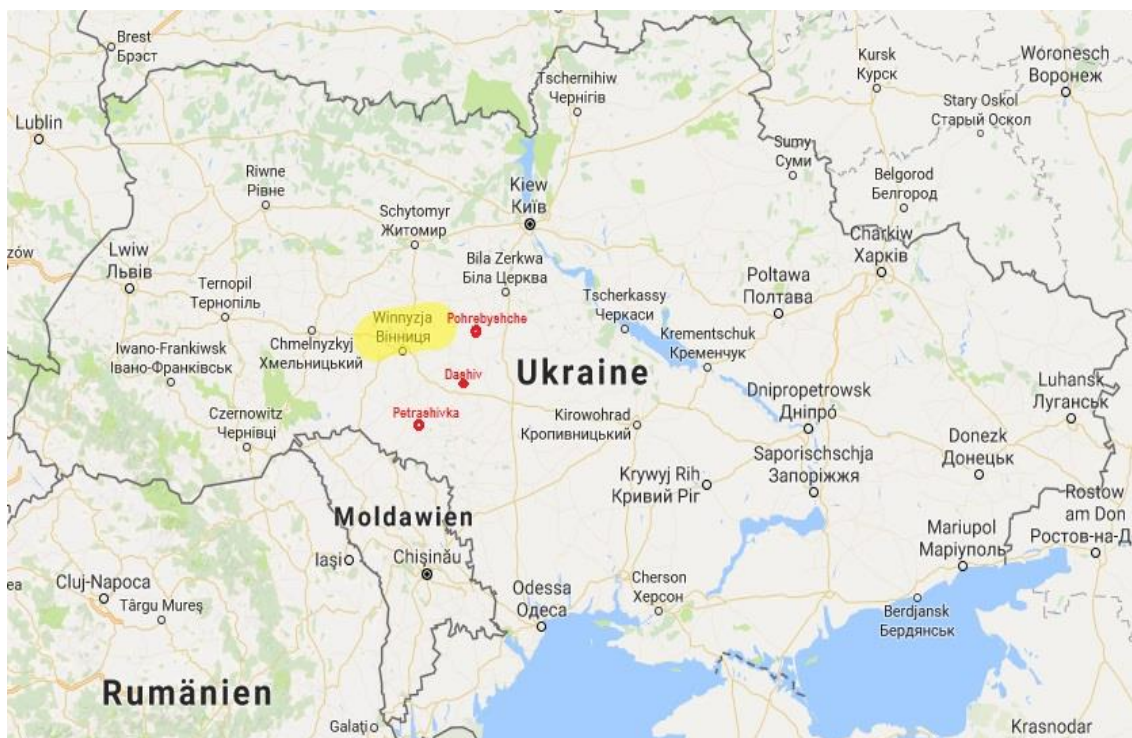 Brest
Брэст
Kursk
Курск
Woronesch
Воронеж
Tschernihiw
Чернігів
Stary Oskol
Старый Оскол
Lublin
Sumy
Суми
Riwne
Рівне
Belgorod
Белгород
Kiew
Київ
Schytomyr
Житомир
zów
Lwiw
Львів
Bila Zerkwa
Біла Церква
Charkiw
Харків
Ternopil
Тернопіль
Poltawa
Полтава
Tscherkassy
Черкаси
Winnyzja
Вінниця
Pohrebyshche
Krementschuk
Кременчук
Chmelnyzkyj
Хмельницький
Iwano-Frankiwsk
Івано-Франківськ
Ukraine
Dashiv
Luhansk
Луганськ
Dnipropetrowsk
Дніпро́
Petrashivka
Czernowitz
Чернівці
Kirowohrad
Кропивницький
Donezk
Донецьк
Saporischschja
Запоріжжя
Krywyj Rih
Кривий Ріг
Rostow
am Don
Ростов-на-Д
Moldawien
Mariupol
Маріуполь
Iași
Chișinău
Cluj-Napoca
Târgu Mureș
Odessa
Одеса
Cherson
Херсон
Berdjansk
Бердянськ
ea
Rumänien
Galați
Krasnodar